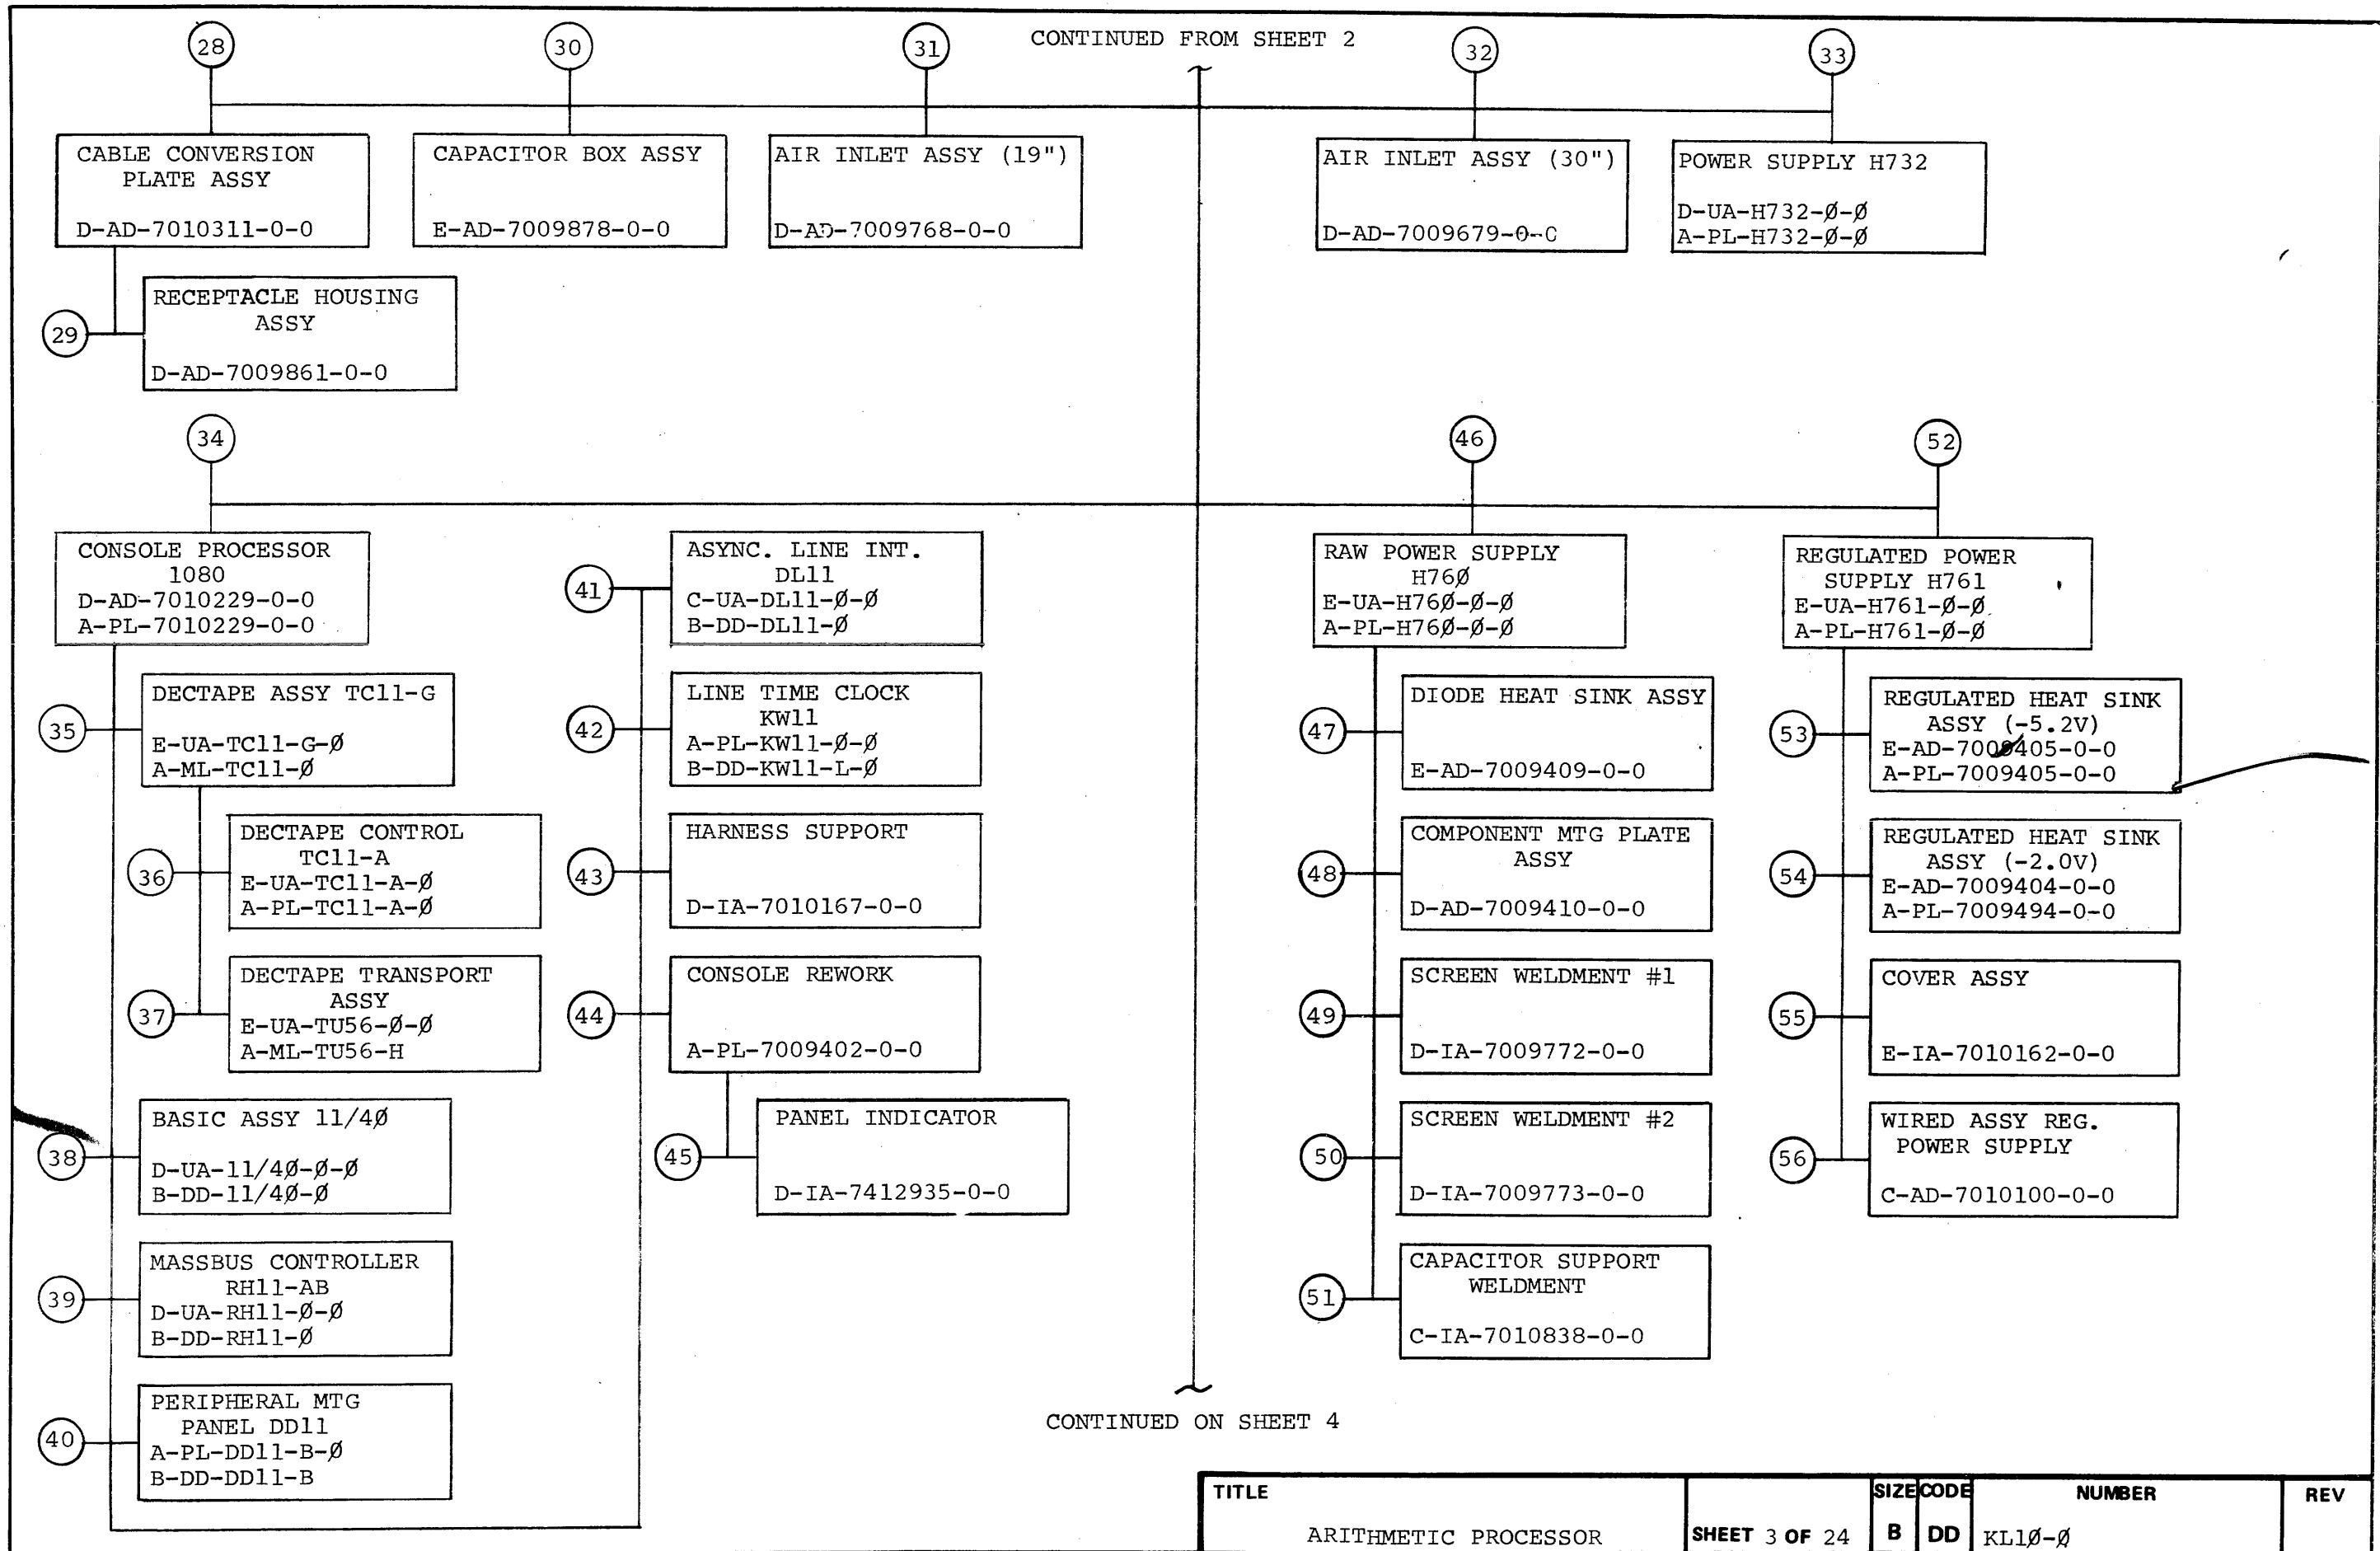 CONTINUED FROM SHEET 2
28
30
31
32
33
CABLE CONVERSION
PLATE ASSY
D-AD-7010311-0-0
CAPACITOR BOX ASSY
E-AD-7009878-0-0
AIR INLET ASSY (19")
D-AD-7009768-0-0
AIR INLET ASSY (30")
D-AD-7009679-0-0
POWER SUPPLY H732
D-UA-H732-Ø-Ø
A-PL-H732-Ø-Ø
29
RECEPTACLE HOUSING
ASSY
D-AD-7009861-0-0
34
46
52
CONSOLE PROCESSOR
1080
D-AD-7010229-0-0
A-PL-7010229-0-0
35
DECTAPE ASSY TC11-G
E-UA-TC11-G-Ø
A-ML-TC11-Ø
36
DECTAPE CONTROL
TC11-A
E-UA-TC11-A-Ø
A-PL-TC11-A-Ø
37
DECTAPE TRANSPORT
ASSY
E-UA-TU56-Ø-Ø
A-ML-TU56-H
38
BASIC ASSY 11/4Ø
D-UA-11/4Ø-Ø-Ø
B-DD-11/4Ø-Ø
39
MASSBUS CONTROLLER
RH11-AB
D-UA-RH11-Ø-Ø
B-DD-RH11-Ø
40
PERIPHERAL MTG
PANEL DD11
A-PL-DD11-B-Ø
B-DD-DD11-B
41
ASYNC. LINE INT.
DL11
C-UA-DL11-Ø-Ø
B-DD-DL11-Ø
42
LINE TIME CLOCK
KW11
A-PL-KW11-Ø-Ø
B-DD-KW11-L-Ø
43
HARNESS SUPPORT
D-IA-7010167-0-0
44
CONSOLE REWORK
A-PL-7009402-0-0
45
PANEL INDICATOR
D-IA-7412935-0-0
RAW POWER SUPPLY
H76Ø
E-UA-H76Ø-Ø-Ø
A-PL-H76Ø-Ø-Ø
47
DIODE HEAT SINK ASSY
E-AD-7009409-0-0
48
COMPONENT MTG PLATE
ASSY
D-AD-7009410-0-0
49
SCREEN WELDMENT #1
D-IA-7009772-0-0
50
SCREEN WELDMENT #2
D-IA-7009773-0-0
51
CAPACITOR SUPPORT
WELDMENT
C-IA-7010838-0-0
REGULATED POWER
SUPPLY H761
E-UA-H761-Ø-Ø
A-PL-H761-Ø-Ø
53
REGULATED HEAT SINK
ASSY (-5.2V)
E-AD-7009405-0-0
A-PL-7009405-0-0
54
REGULATED HEAT SINK
ASSY (-2.0V)
E-AD-7009404-0-0
A-PL-7009494-0-0
55
COVER ASSY
E-IA-7010162-0-0
56
WIRED ASSY REG.
POWER SUPPLY
C-AD-7010100-0-0
CONTINUED ON SHEET 4
TITLE
ARITHMETIC PROCESSOR
SHEET 3 OF 24
SIZE
B
CODE
DD
NUMBER
KL1Ø-Ø
REV